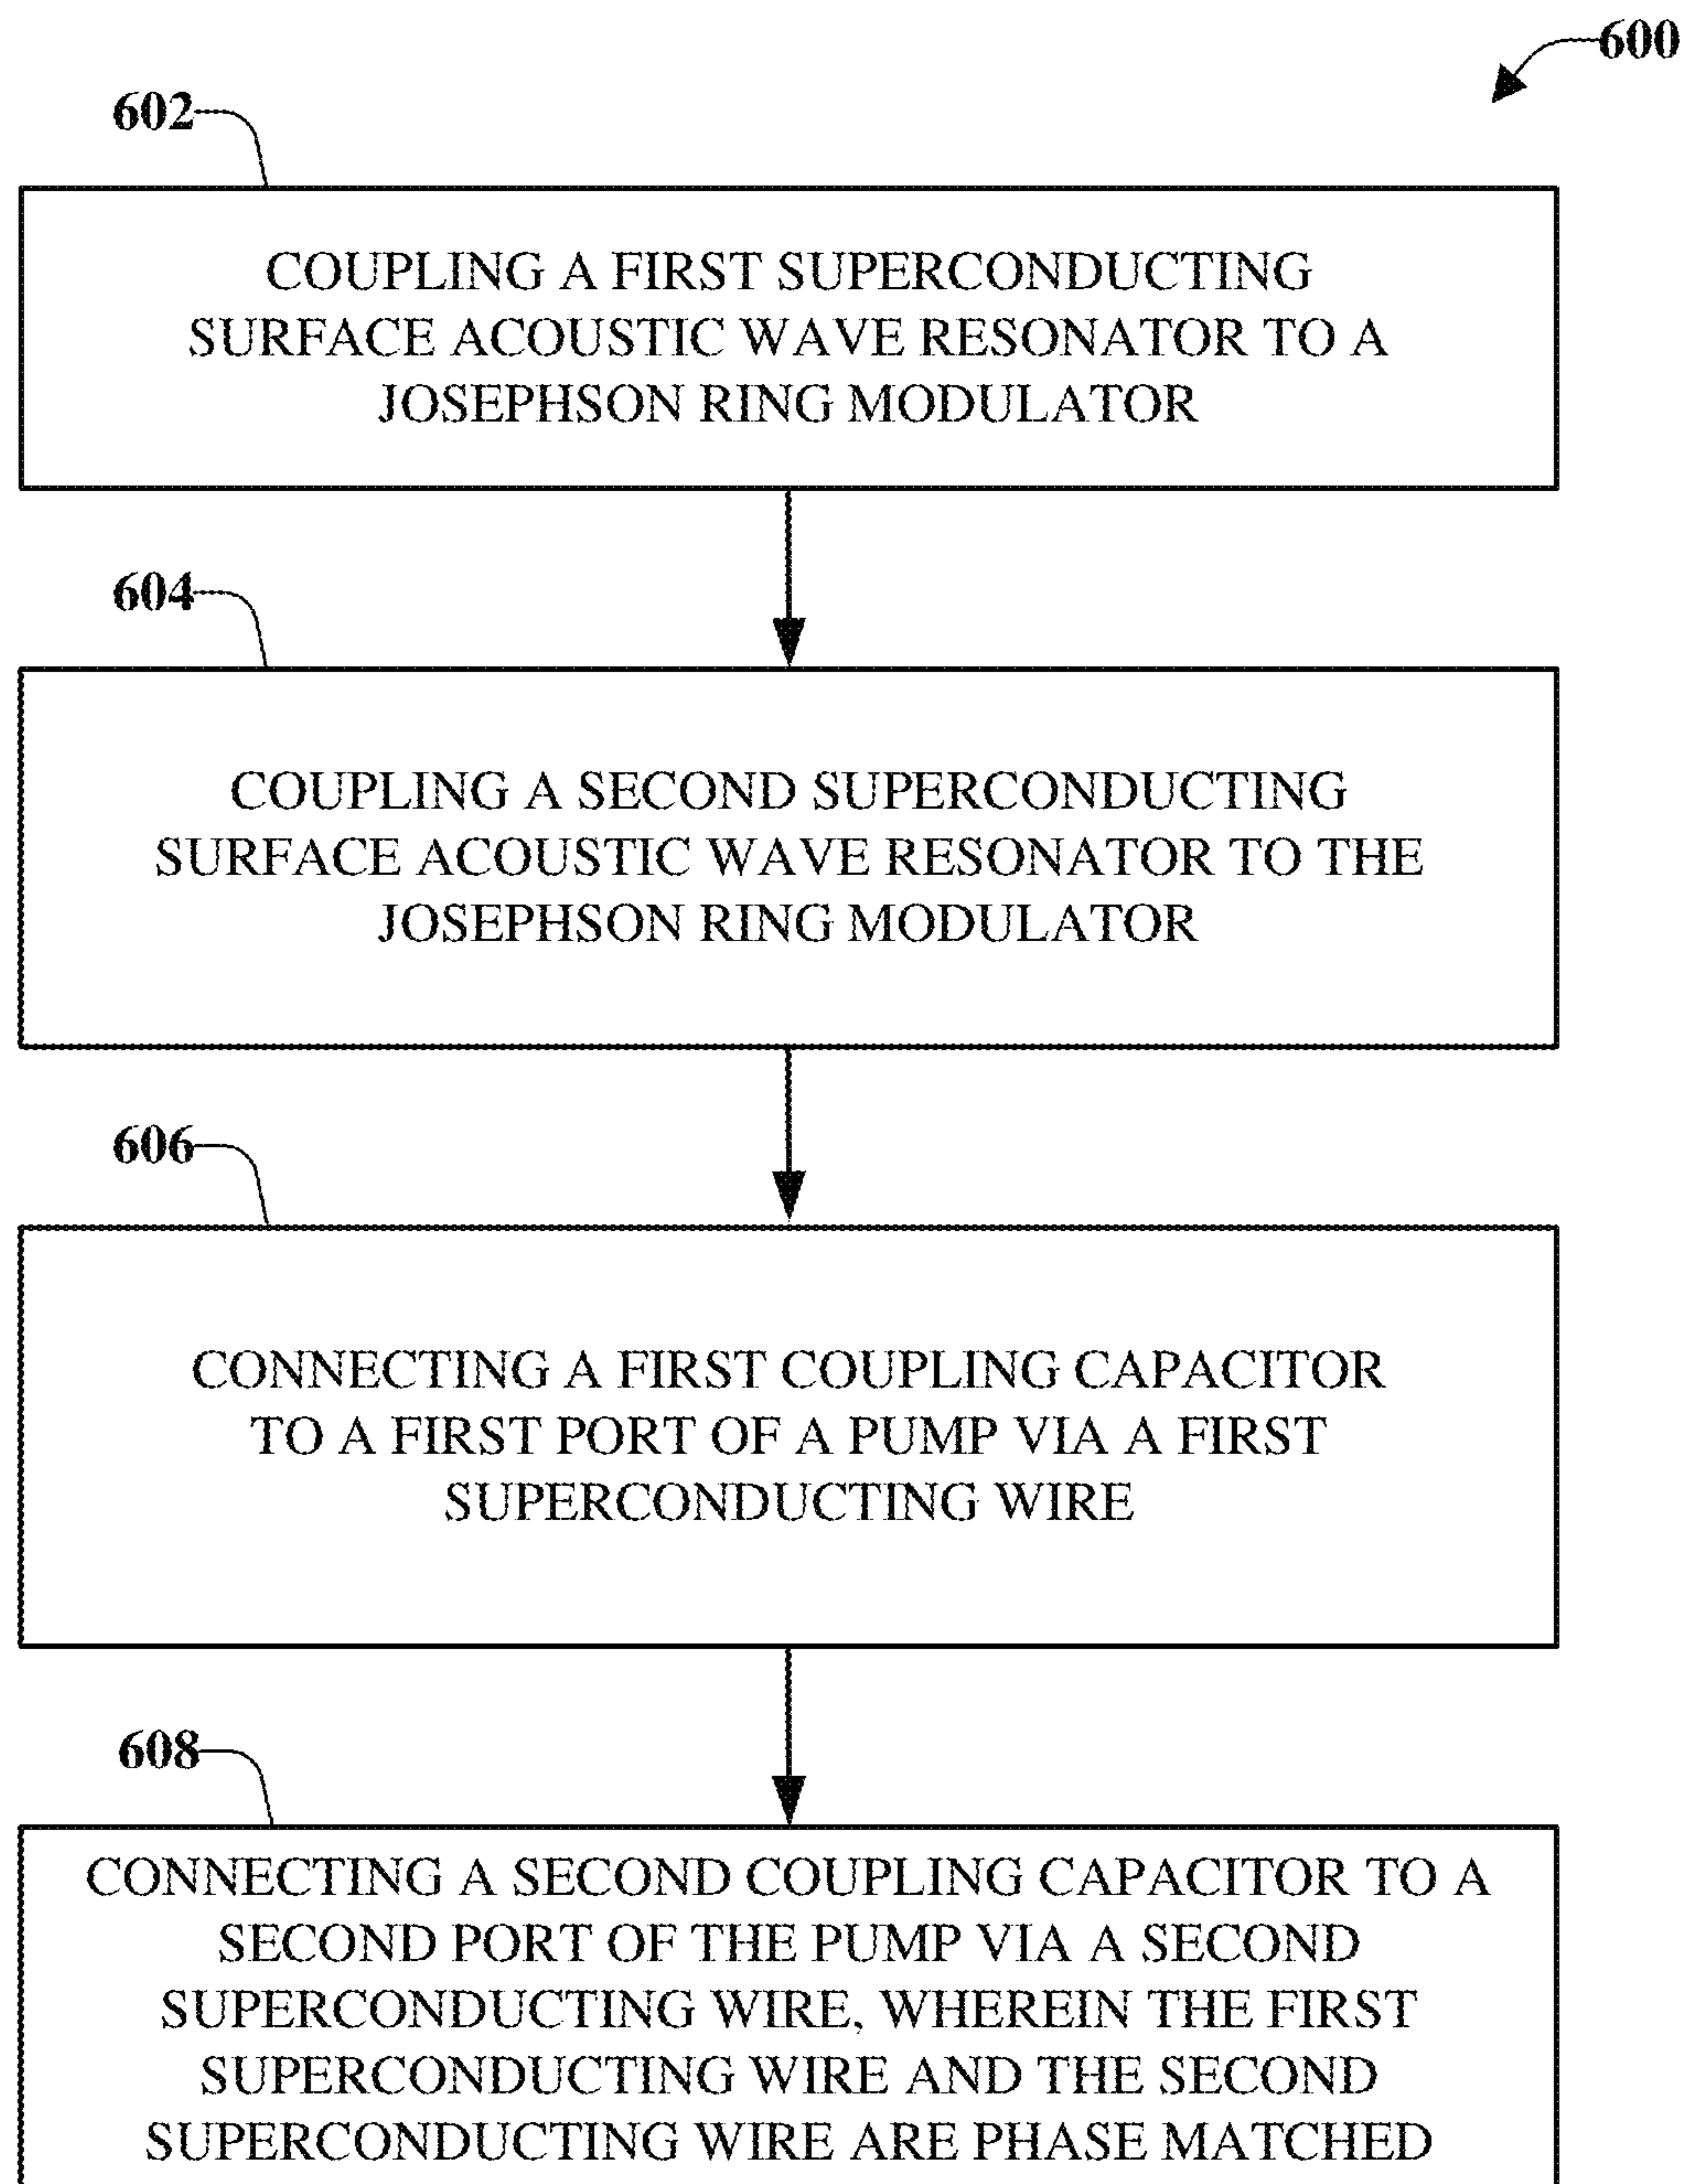 600
602
COUPLING A FIRST SUPERCONDUCTING
SURFACE ACOUSTIC WAVE RESONATOR TO A
JOSEPHSON RING MODULATOR
604
COUPLING A SECOND SUPERCONDUCTING
SURFACE ACOUSTIC WAVE RESONATOR TO THE
JOSEPHSON RING MODULATOR
606
CONNECTING A FIRST COUPLING CAPACITOR
TO A FIRST PORT OF A PUMP VIA A FIRST
SUPERCONDUCTING WIRE
608
CONNECTING A SECOND COUPLING CAPACITOR TO A
SECOND PORT OF THE PUMP VIA A SECOND
SUPERCONDUCTING WIRE, WHEREIN THE FIRST
SUPERCONDUCTING WIRE AND THE SECOND
SUPERCONDUCTING WIRE ARE PHASE MATCHED